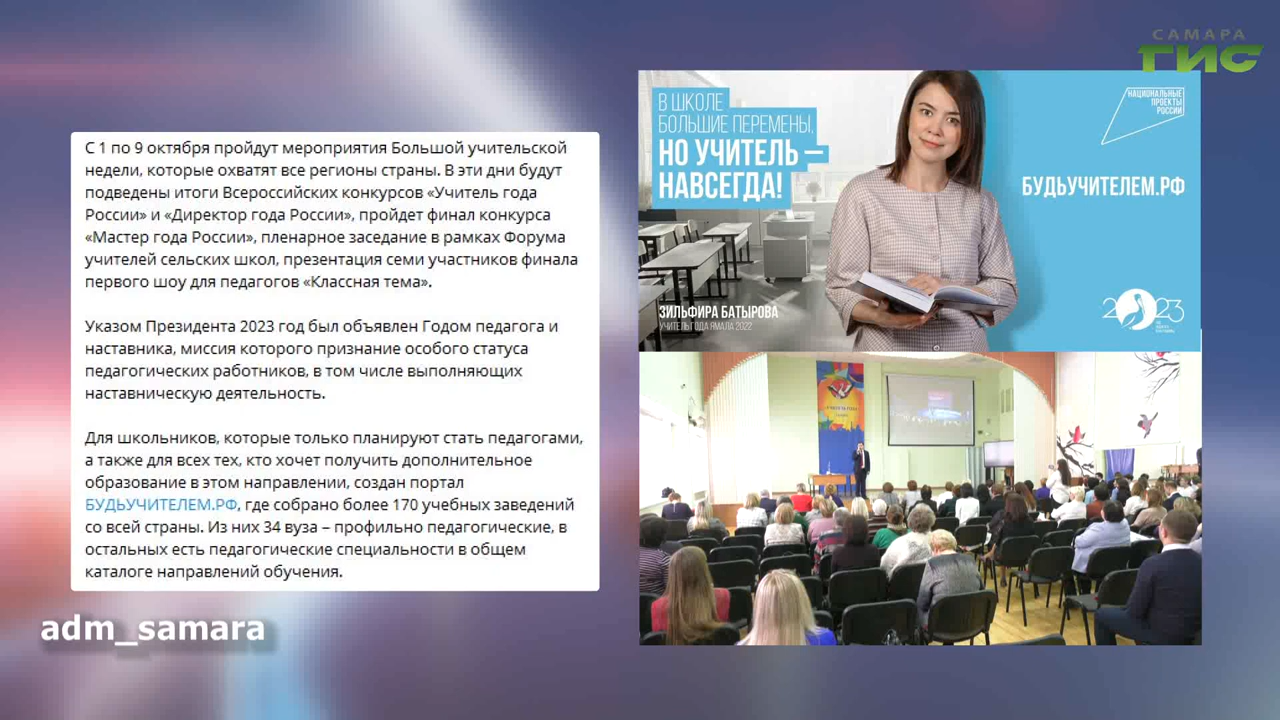 САМАРА
ГИС
С 1 по 9 октября пройдут мероприятия Большой учительской
недели, которые охватят все регионы страны. В эти дни будут
подведены итоги Всероссийских конкурсов «Учитель года
России» и «Директор года России», пройдет финал конкурса
«Мастер года России», пленарное заседание в рамках Форума
учителей сельских школ, презентация семи участников финала
первого шоу для педагогов «Классная тема».
Указом Президента 2023 год был объявлен Годом педагога и
наставника, миссия которого признание особого статуса
педагогических работников, в том числе выполняющих
наставническую деятельность.
Для школьников, которые только планируют стать педагогами,
а также для всех тех, кто хочет получить дополнительное
образование в этом направлении, создан портал
БУДЬУЧИТЕЛЕМ.РФ, где собрано более 170 учебных заведений
со всей страны. Из них 34 вуза – профильно педагогические, в
остальных есть педагогические специальности в общем
каталоге направлений обучения.
adm_samara
В ШКОЛЕ
БОЛЬШИЕ ПЕРЕМЕНЫ,
НО УЧИТЕЛЬ –
НАВСЕГДА!
ЗИЛЬФИРА БАТЫРОВА
УЧИТЕЛЬ ГОДА ЯМАЛА 2022
НАЦИОНАЛЬНЫЕ
ПРОЕКТЫ
РОССИИ
БУДЬУЧИТЕЛЕМ.РФ
2023